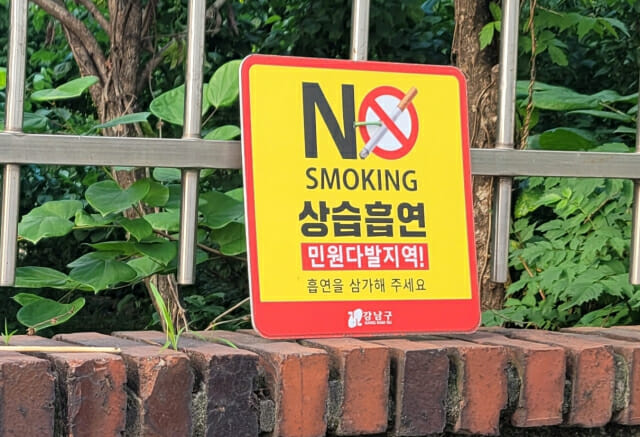 NO
SMOKING
상습흡연
민원다발지역!
흡연을 삼가해 주세요
강남구